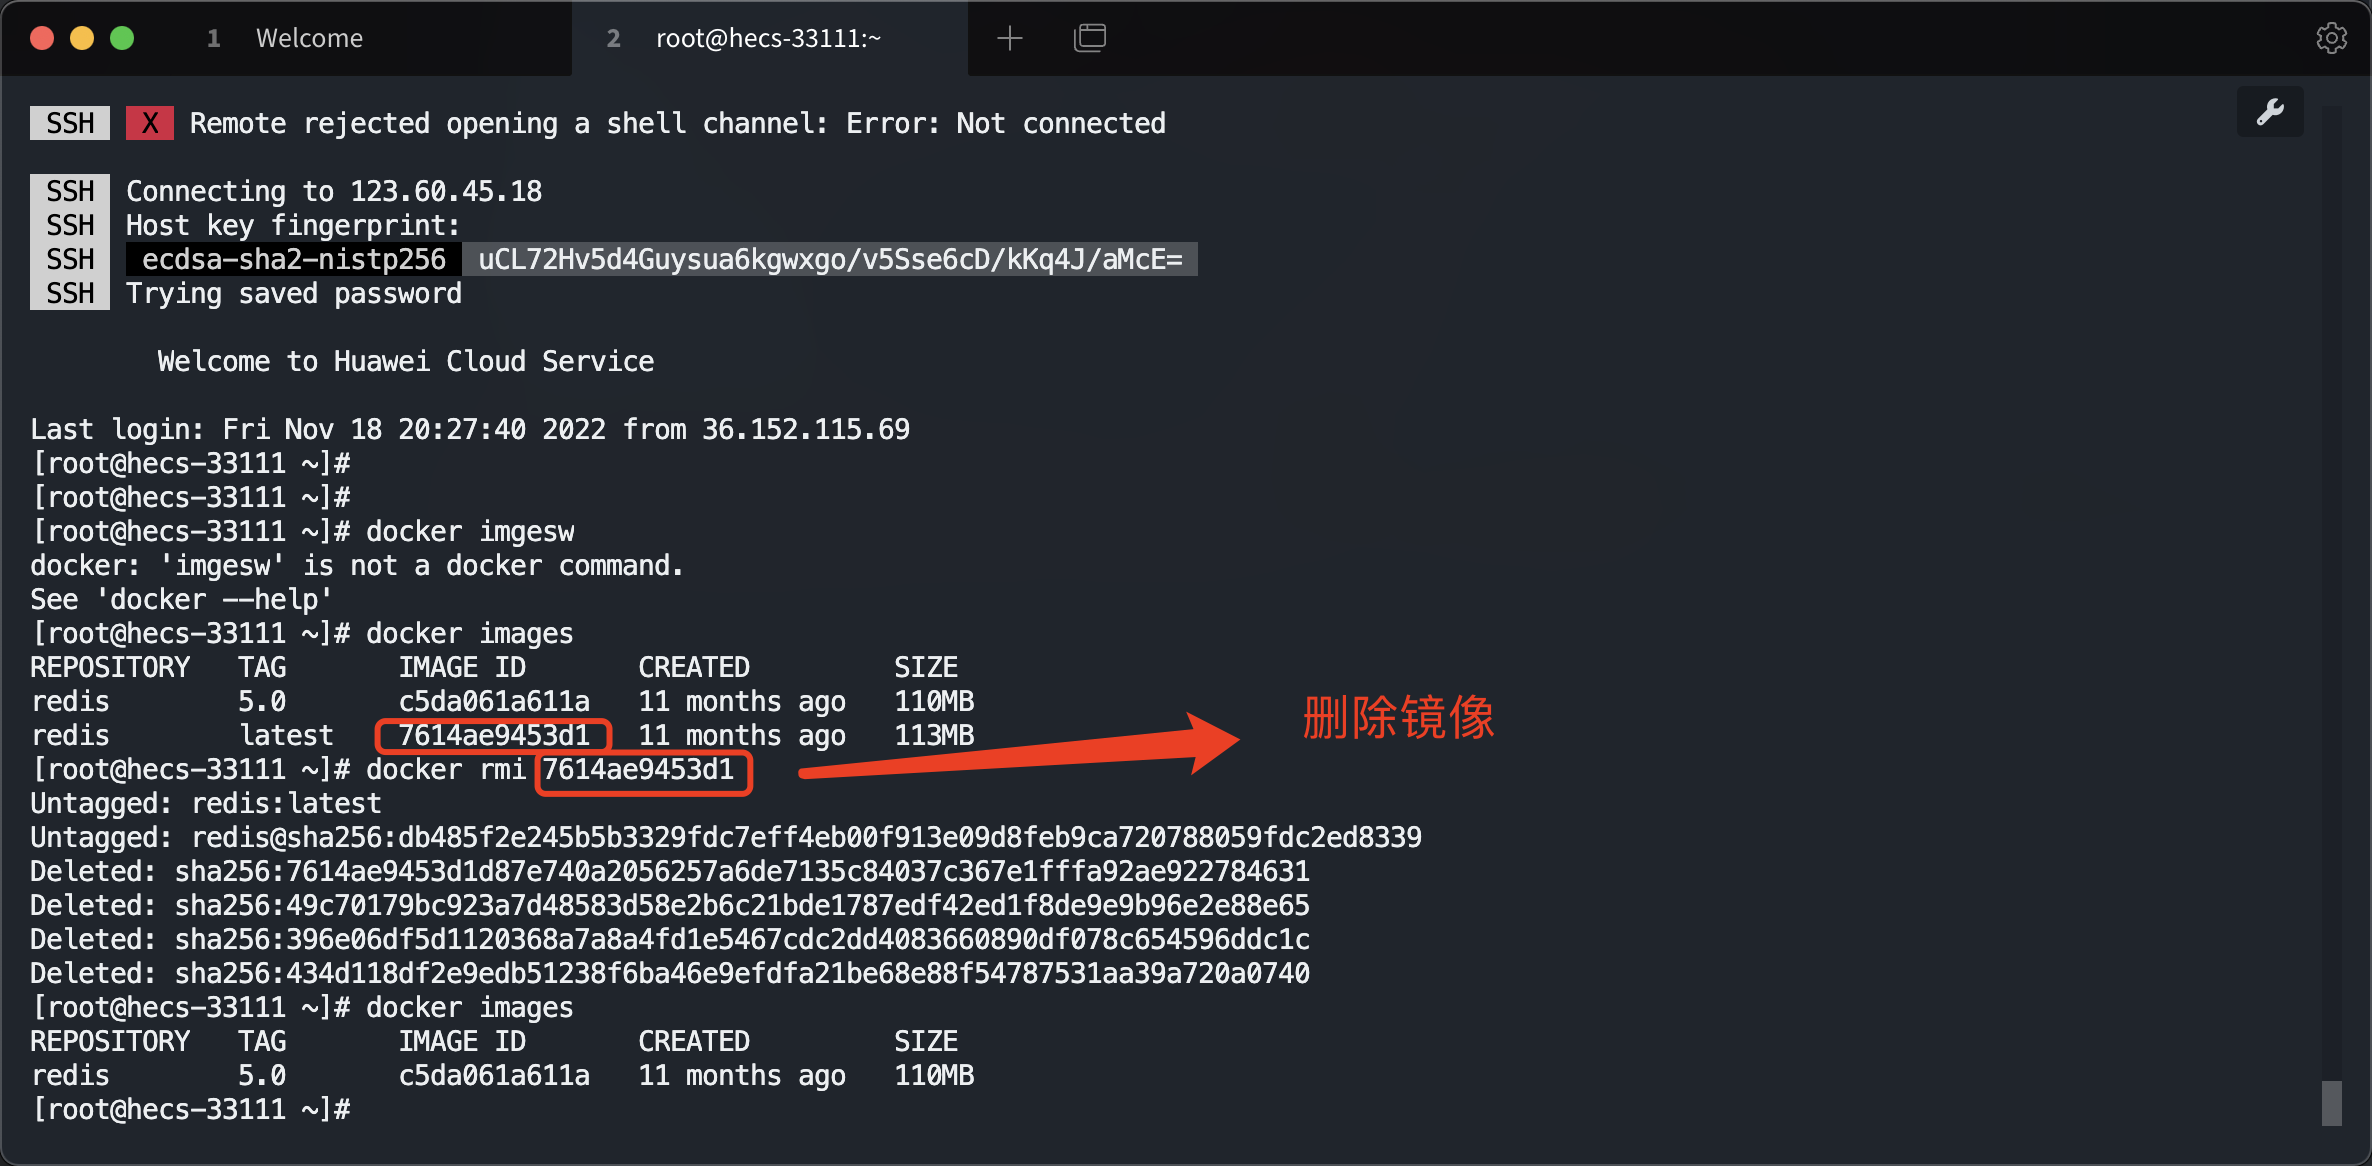 1 Welcome
2 root@hecs-33111:~
SSH X Remote rejected opening a shell channel: Error: Not connected
SSH Connecting to 123.60.45.18
SSH Host key fingerprint:
SSH ecdsa-sha2-nistp256 uCL72Hv5d4Guysua6kgwxgo/v5Sse6cD/kKq4J/aMcE=
SSH Trying saved password
Welcome to Huawei Cloud Service
Last login: Fri Nov 18 20:27:40 2022 from 36.152.115.69
[root@hecs-33111 ~]#
[root@hecs-33111 ~]#
[root@hecs-33111 ~]# docker imgesw
docker: 'imgesw' is not a docker command.
See 'docker --help'
[root@hecs-33111 ~]# docker images
REPOSITORY TAG IMAGE ID CREATED SIZE
redis 5.0 c5da061a611a 11 months ago 110MB
redis latest 7614ae9453d1 11 months ago 113MB
删除镜像
[root@hecs-33111 ~]# docker rmi 7614ae9453d1
Untagged: redis:latest
Untagged: redis@sha256:db485f2e245b5b3329fdc7eff4eb00f913e09d8feb9ca720788059fdc2ed8339
Deleted: sha256:7614ae9453d1d87e740a2056257a6de7135c84037c367e1fffa92ae922784631
Deleted: sha256:49c70179bc923a7d48583d58e2b6c21bde1787edf42ed1f8de9e9b96e2e88e65
Deleted: sha256:396e06df5d1120368a7a8a4fd1e5467cdc2dd4083660890df078c654596ddc1c
Deleted: sha256:434d118df2e9edb51238f6ba46e9efdfa21be68e88f54787531aa39a720a0740
[root@hecs-33111 ~]# docker images
REPOSITORY TAG IMAGE ID CREATED SIZE
redis 5.0 c5da061a611a 11 months ago 110MB
[root@hecs-33111 ~]#